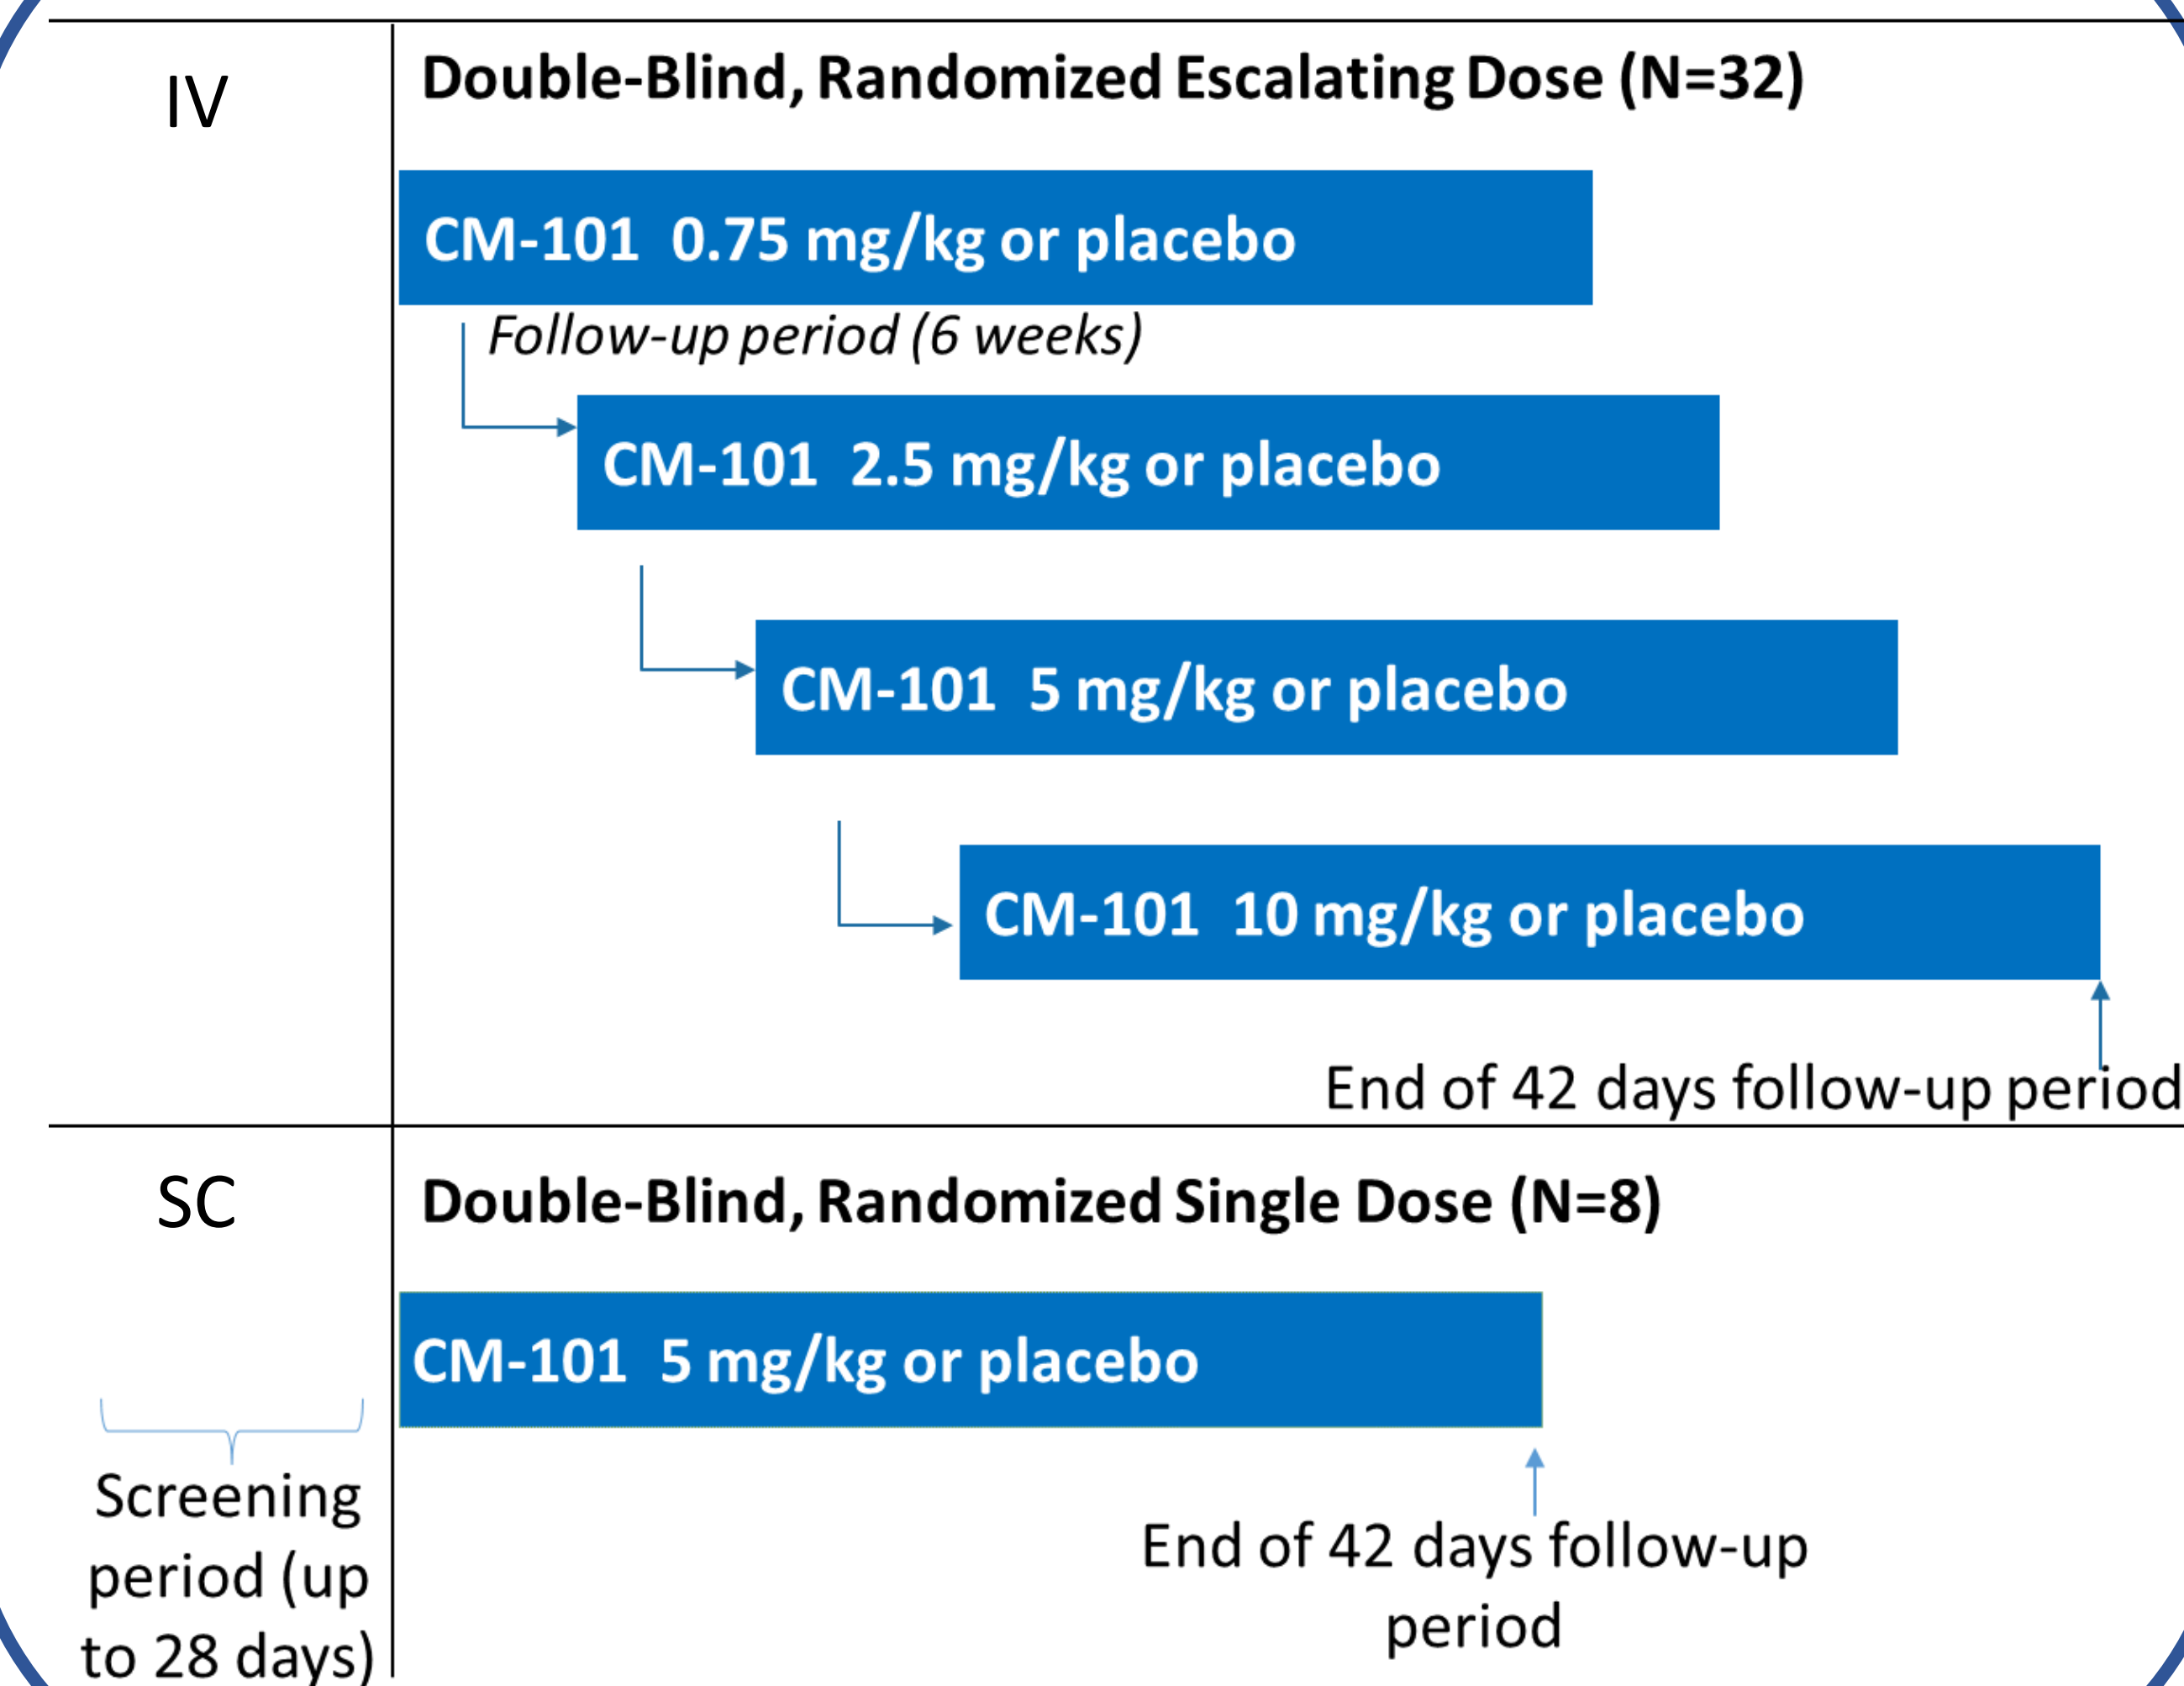 IV
Double-Blind, Randomized Escalating Dose (N=32)
CM-101 0.75 mg/kg or placebo
Follow-up period (6 weeks)
CM-101 2.5 mg/kg or placebo
CM-101 5 mg/kg or placebo
CM-101 10 mg/kg or placebo
End of 42 days follow-up period
SC
Double-Blind, Randomized Single Dose (N=8)
CM-101 5 mg/kg or placebo
Screening
period (up
to 28 days)
End of 42 days follow-up
period